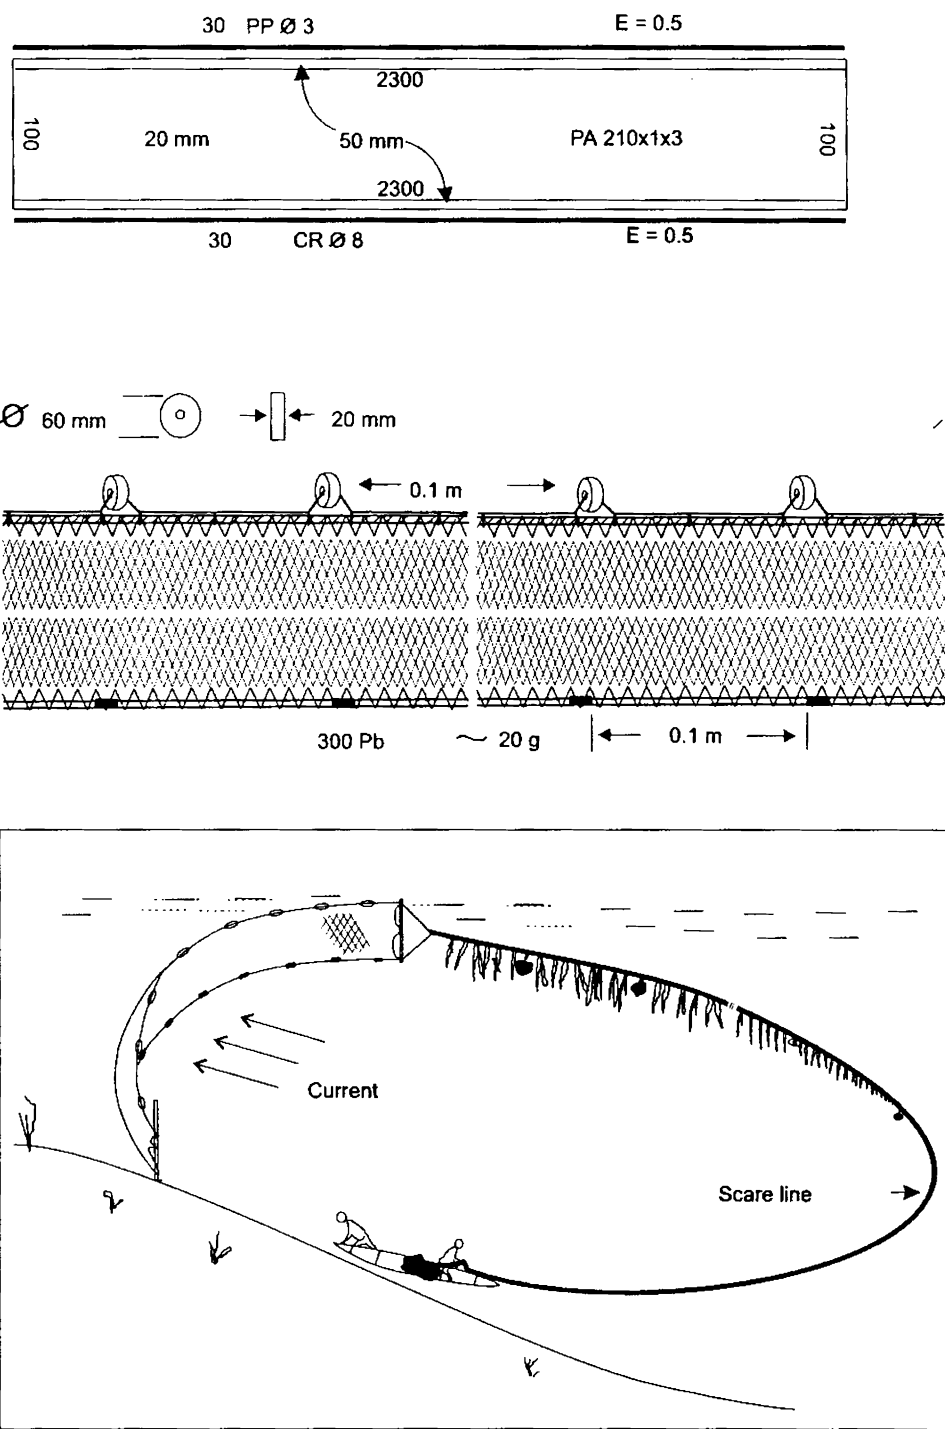 30 PP Ø 3 E = 0.5
2300
100 20 mm 50 mm PA 210x1x3 100
2300
30 CR Ø 8 E = 0.5
Ø 60 mm 20 mm
0.1 m
300 Pb ~ 20 g 0.1 m
Current
Scare line